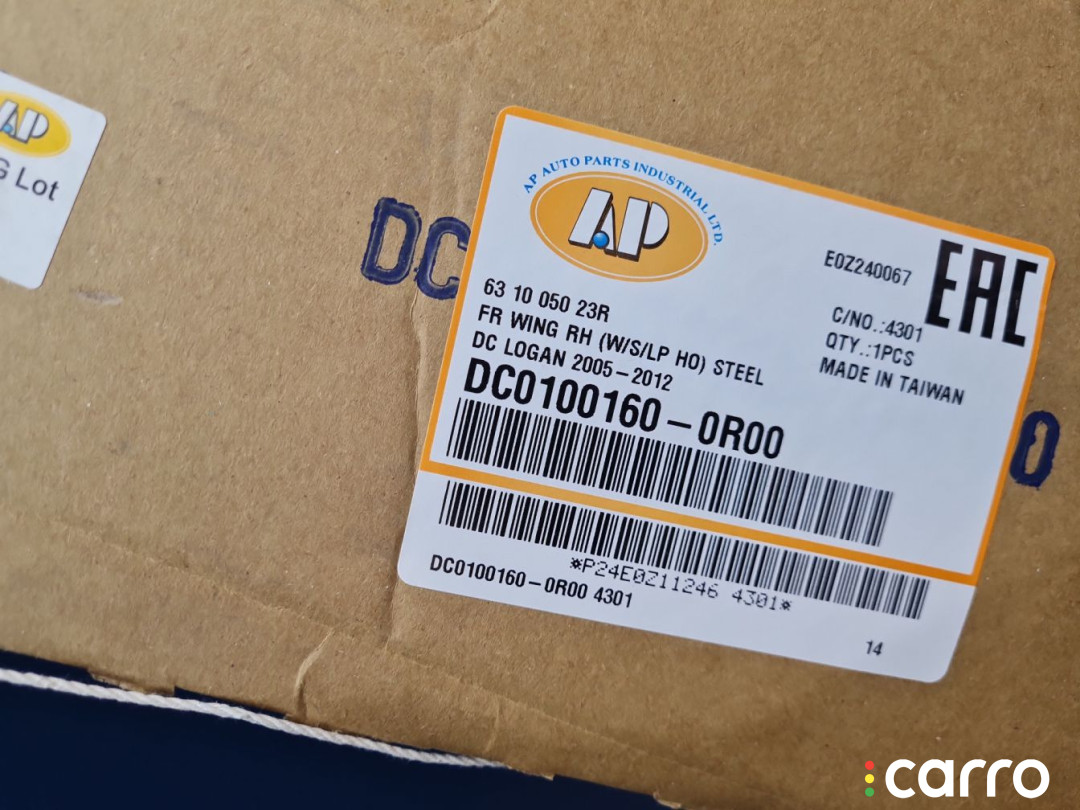 AP
G Lot
DC
0
AP AUTO PARTS INDUSTRIAL LTD.
AP
E0Z240067
EAC
63 10 050 23R
C/NO.:4301
FR WING RH (W/S/LP HO) STEEL
QTY.:1PCS
DC LOGAN 2005-2012
MADE IN TAIWAN
DC0100160-0R00
*P24E0Z11246 4301*
DC0100160-0R00 4301
14
carro